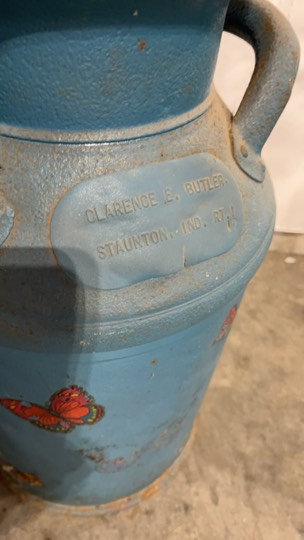 CLARENCE E. BUTLER
STAUNTON, IND. RT.